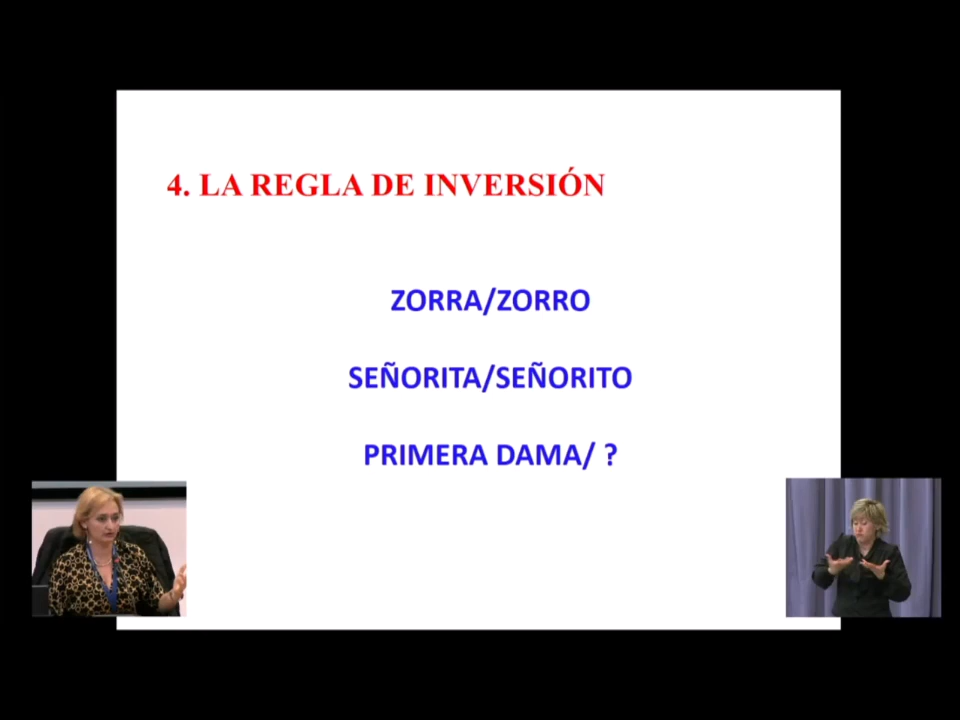 4. LA REGLA DE INVERSIÓN
ZORRA/ZORRO
SEÑORITA/SEÑORITO
PRIMERA DAMA/ ?